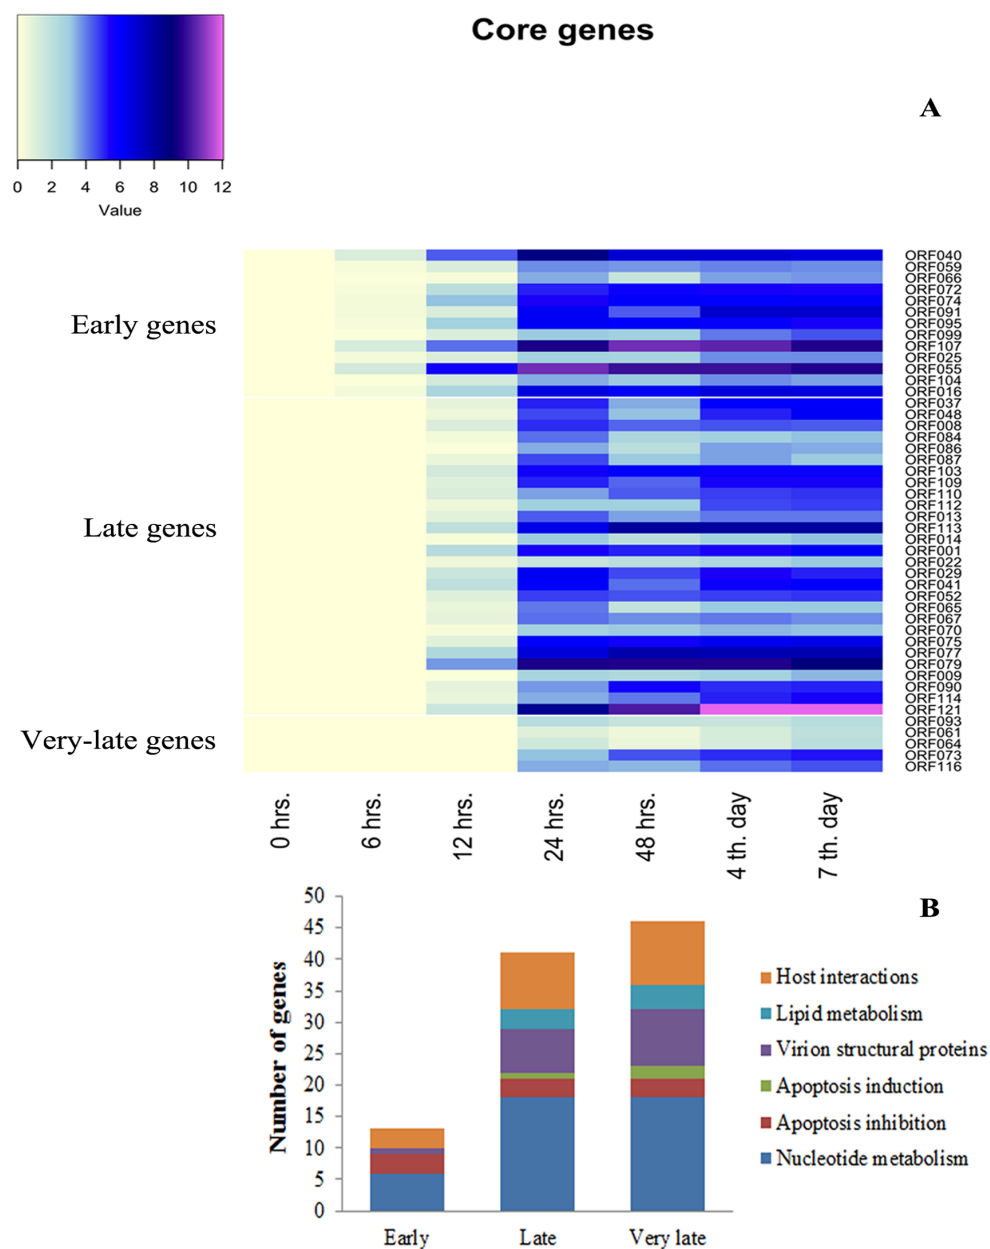 Core genes
A
0 2 4 6 8 10 12
Value
Early genes
ORF040
ORF059
ORF066
ORF072
ORF074
ORF091
ORF095
ORF099
ORF107
ORF025
ORF055
ORF104
ORF016
Late genes
ORF037
ORF048
ORF008
ORF084
ORF086
ORF087
ORF103
ORF109
ORF110
ORF112
ORF013
ORF113
ORF014
ORF001
ORF022
ORF029
ORF041
ORF052
ORF065
ORF067
ORF070
ORF075
ORF077
ORF079
ORF009
ORF090
ORF114
ORF121
Very-late genes
ORF093
ORF061
ORF064
ORF073
ORF116
0 hrs.
6 hrs.
12 hrs.
24 hrs.
48 hrs.
4 th. day
7 th. day
B
Number of genes
50
45
40
35
30
25
20
15
10
5
0
Early
Late
Very late
Host interactions
Lipid metabolism
Virion structural proteins
Apoptosis induction
Apoptosis inhibition
Nucleotide metabolism